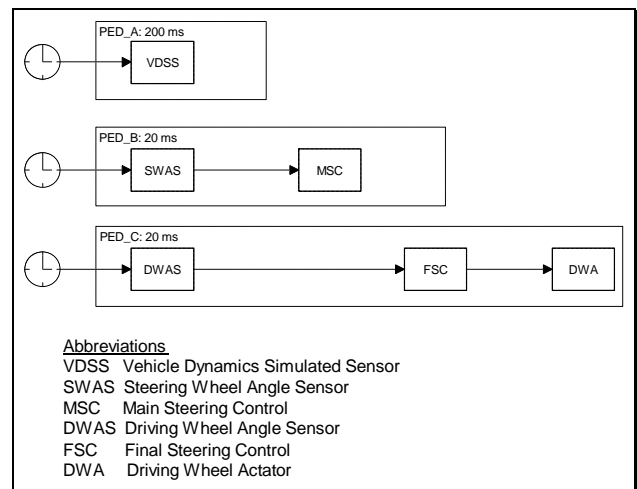 PED_A: 200 ms
VDSS
PED_B: 20 ms
SWAS
MSC
PED_C: 20 ms
DWAS
FSC
DWA
Abbreviations
VDSS Vehicle Dynamics Simulated Sensor
SWAS Steering Wheel Angle Sensor
MSC Main Steering Control
DWAS Driving Wheel Angle Sensor
FSC Final Steering Control
DWA Driving Wheel Actator